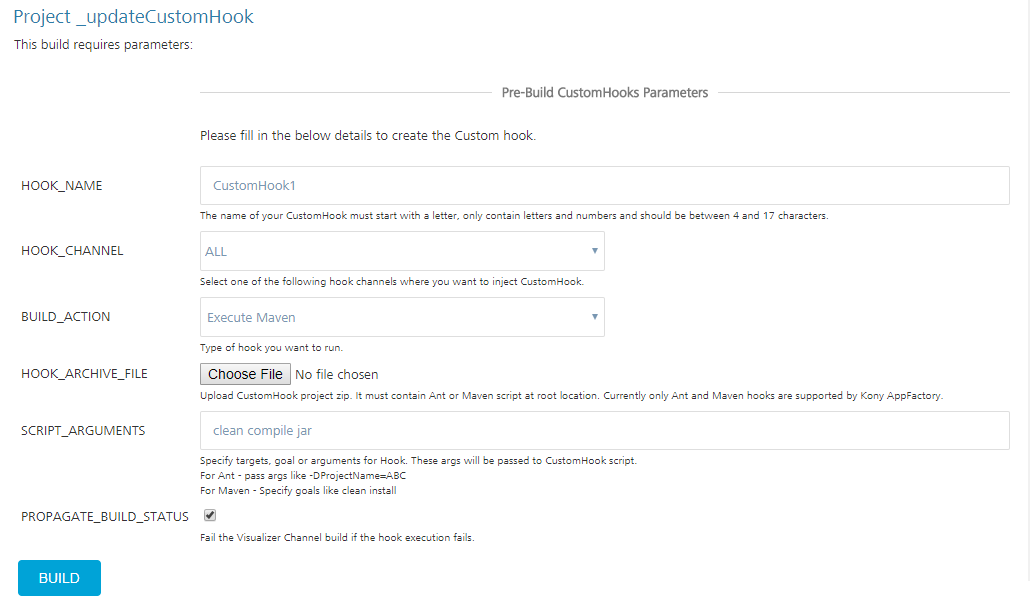 Project _updateCustomHook
This build requires parameters:
Pre-Build CustomHooks Parameters
Please fill in the below details to create the Custom hook.
HOOK_NAME
CustomHook1
The name of your CustomHook must start with a letter, only contain letters and numbers and should be between 4 and 17 characters.
HOOK_CHANNEL
ALL
Select one of the following hook channels where you want to inject CustomHook.
BUILD_ACTION
Execute Maven
Type of hook you want to run.
HOOK_ARCHIVE_FILE
Choose File No file chosen
Upload CustomHook project zip. It must contain Ant or Maven script at root location. Currently only Ant and Maven hooks are supported by Kony AppFactory.
SCRIPT_ARGUMENTS
clean compile jar
Specify targets, goal or arguments for Hook. These args will be passed to CustomHook script.
For Ant - pass args like -DProjectName=ABC
For Maven - Specify goals like clean install
PROPAGATE_BUILD_STATUS
Fail the Visualizer Channel build if the hook execution fails.
BUILD